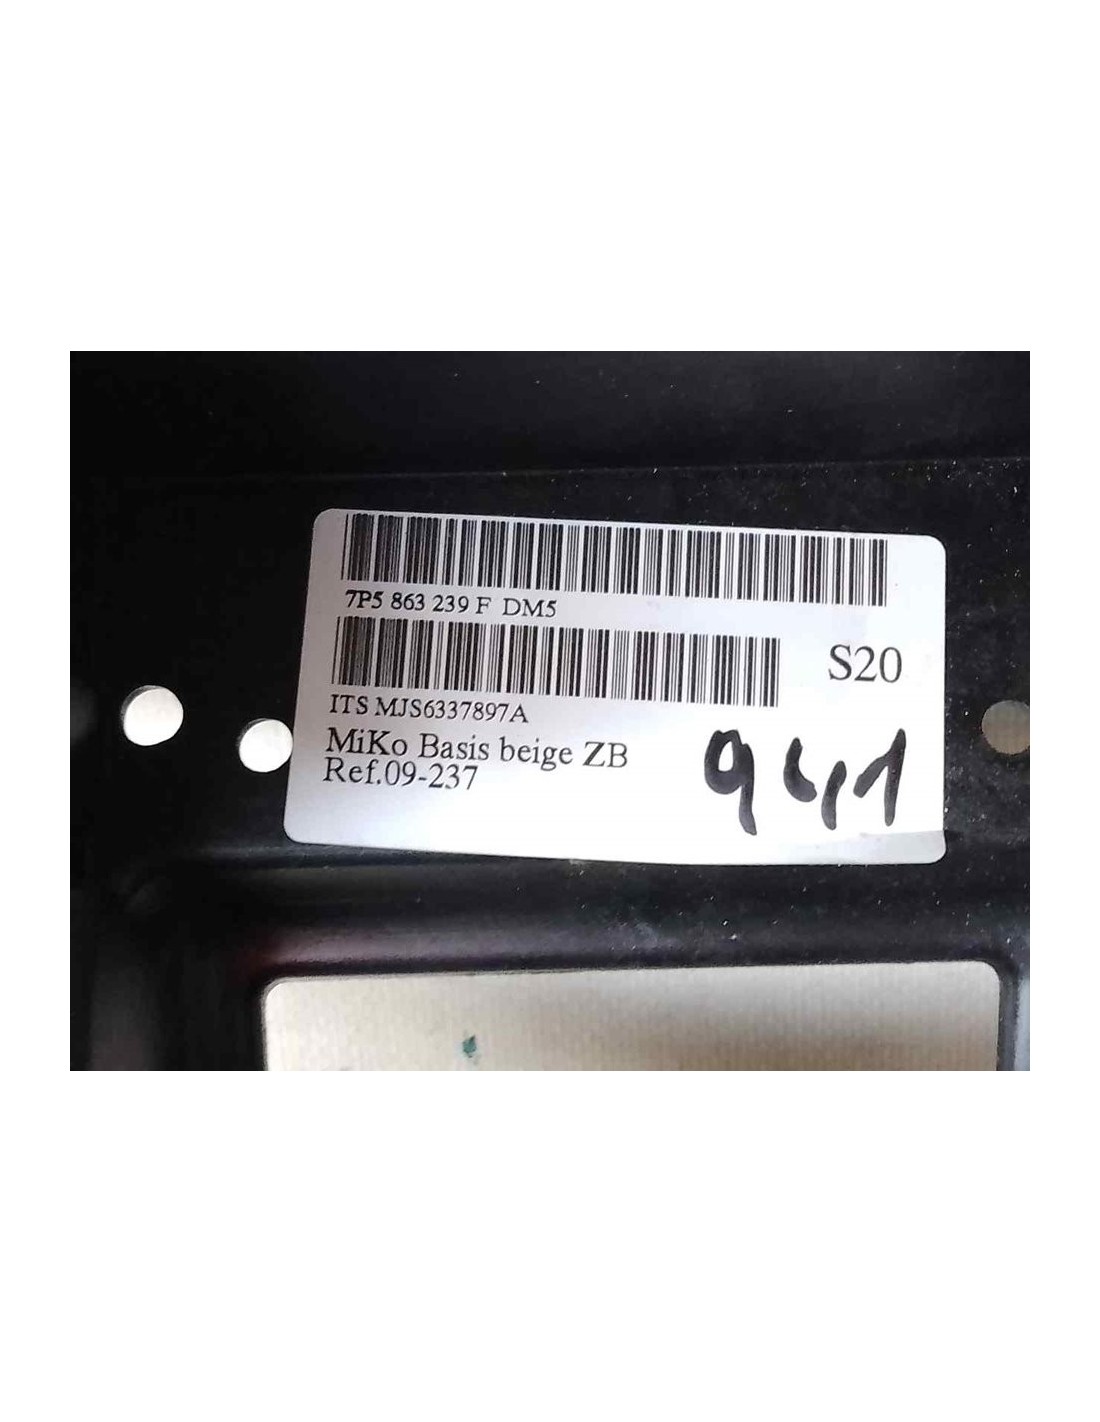 7P5 863 239 F DM5
S20
ITS MJS6337897A
MiKo Basis beige ZB
Ref.09-237
941